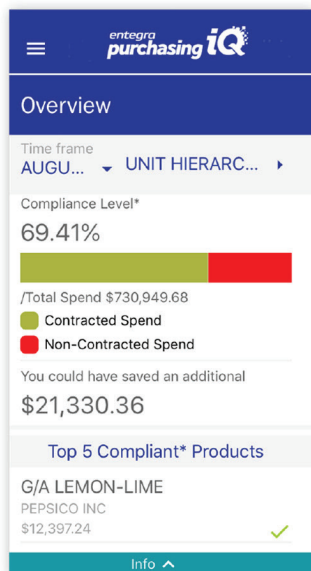 entegra
purchasing iQ
Overview
Time frame
AUGU... UNIT HIERARC...
Compliance Level*
69.41%
/Total Spend $730,949.68
Contracted Spend
Non-Contracted Spend
You could have saved an additional
$21,330.36
Top 5 Compliant* Products
G/A LEMON-LIME
PEPSICO INC
$12,397.24
Info